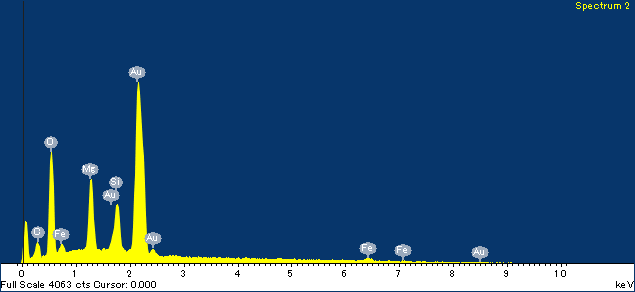 Spectrum 2
Au
O
Mg
Si
Au
C
Fe
Au
Fe
Fe
Au
0 1 2 3 4 5 6 7 8 9 10
Full Scale 4063 cts Cursor: 0.000 keV